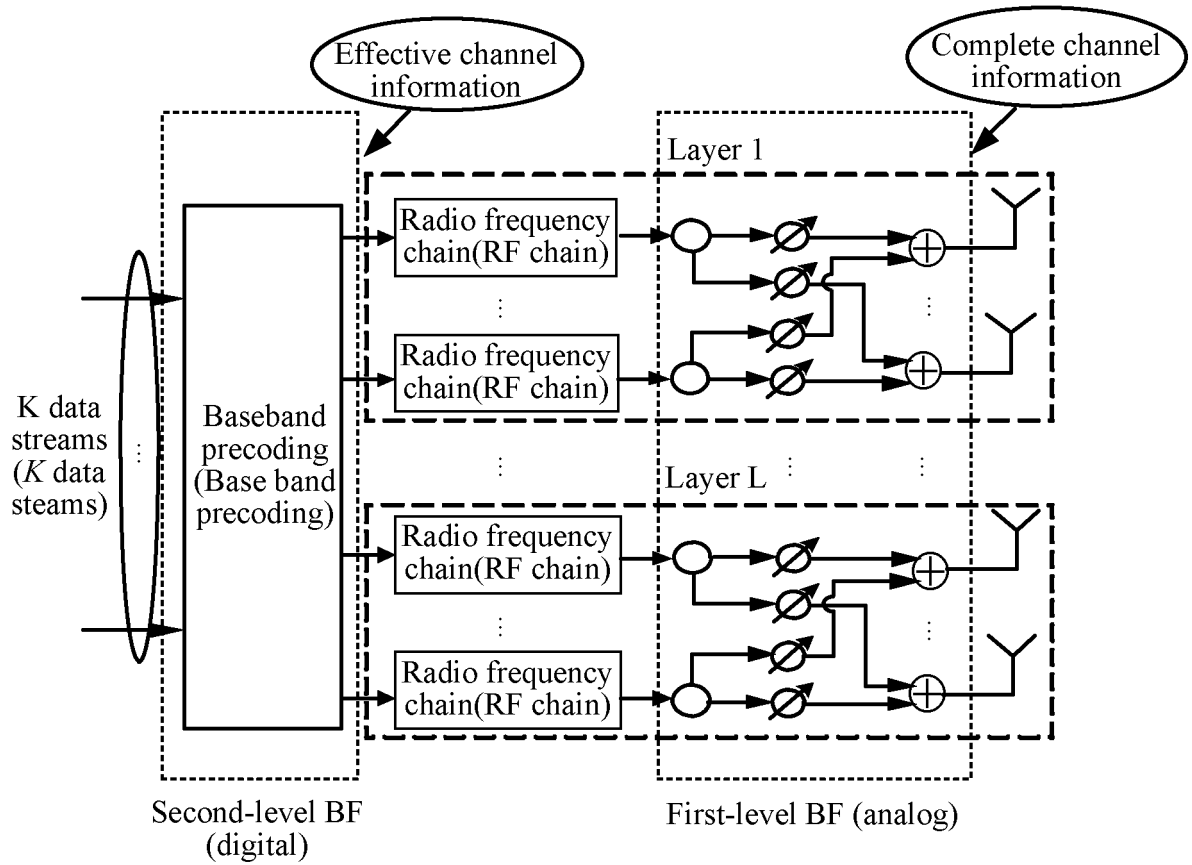 Effective channel
information
Complete channel
information
Layer 1
Radio frequency
chain(RF chain)
Radio frequency
chain(RF chain)
K data
streams
(K data
steams)
Baseband
precoding
(Base band
precoding)
Layer L
Radio frequency
chain(RF chain)
Radio frequency
chain(RF chain)
Second-level BF
(digital)
First-level BF (analog)